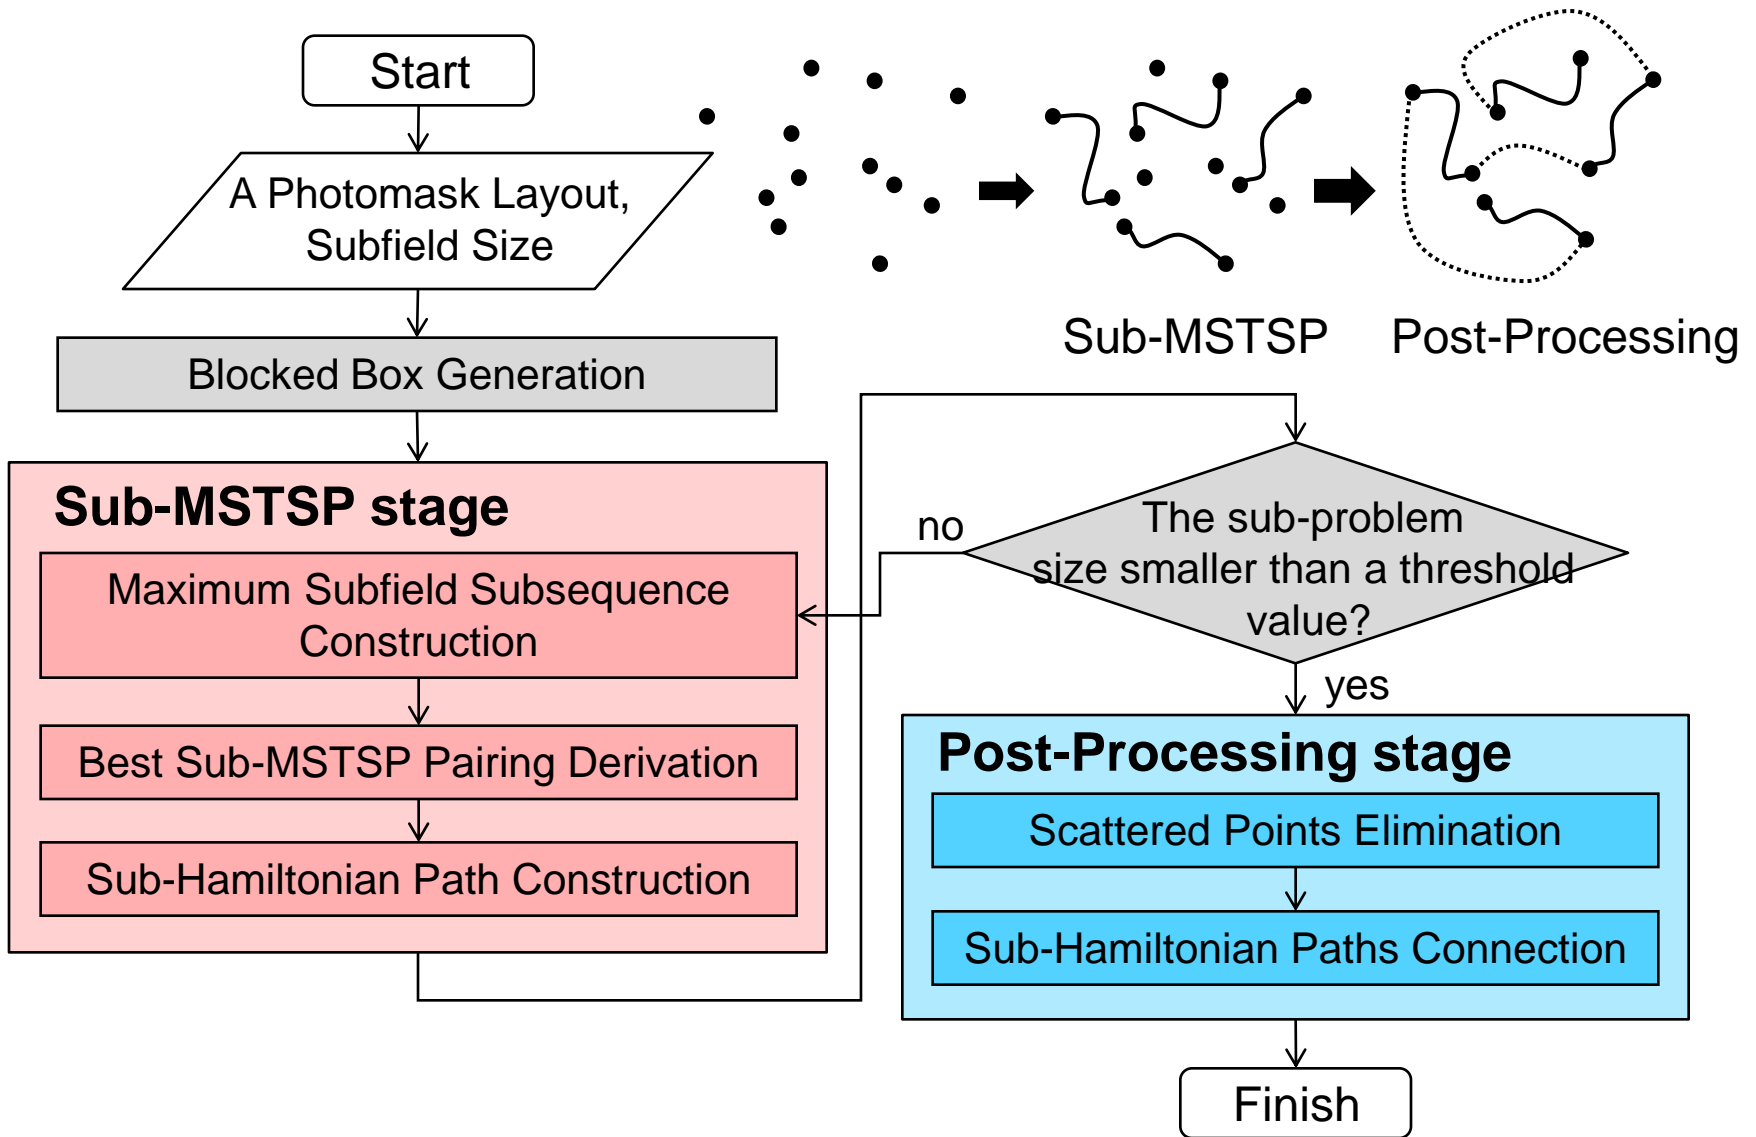 Start
A Photomask Layout,
Subfield Size
Sub-MSTSP
Post-Processing
Blocked Box Generation
Sub-MSTSP stage
Maximum Subfield Subsequence
Construction
Best Sub-MSTSP Pairing Derivation
Sub-Hamiltonian Path Construction
no
The sub-problem
size smaller than a threshold
value?
yes
Post-Processing stage
Scattered Points Elimination
Sub-Hamiltonian Paths Connection
Finish